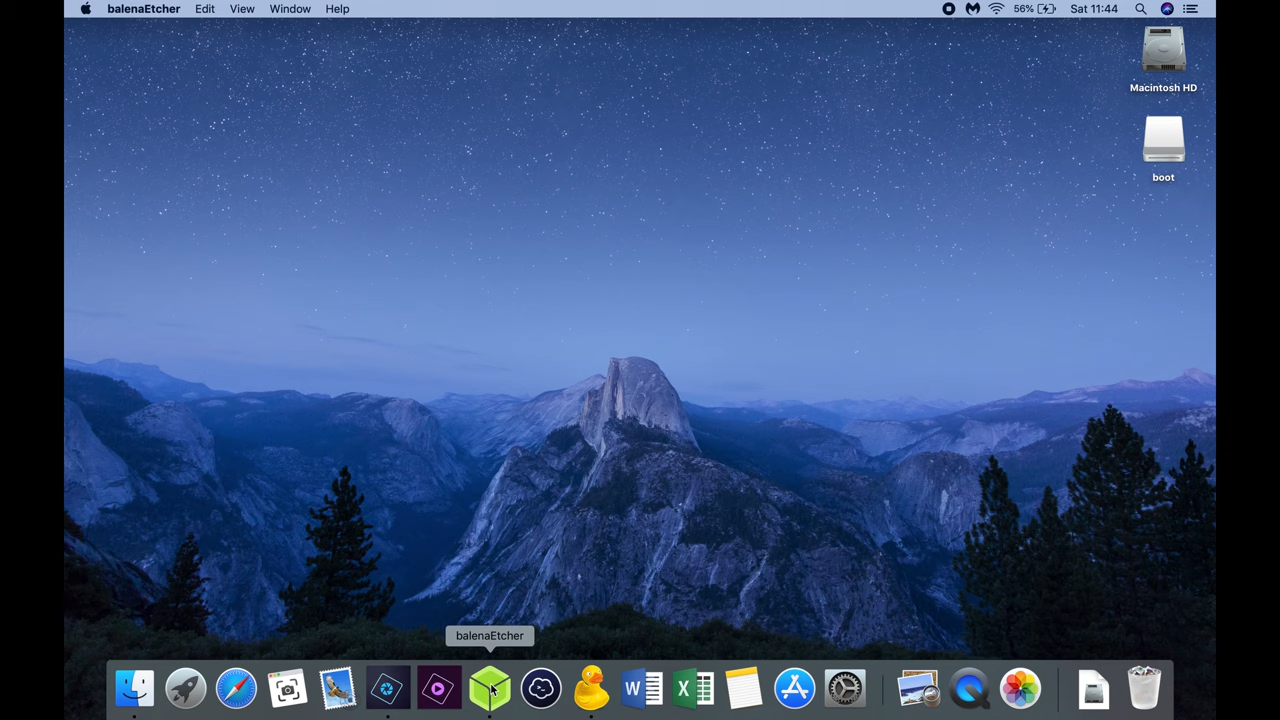 balenaEtcher Edit View Window Help 56% Sat 11:44
Macintosh HD
boot
balenaEtcher
W X